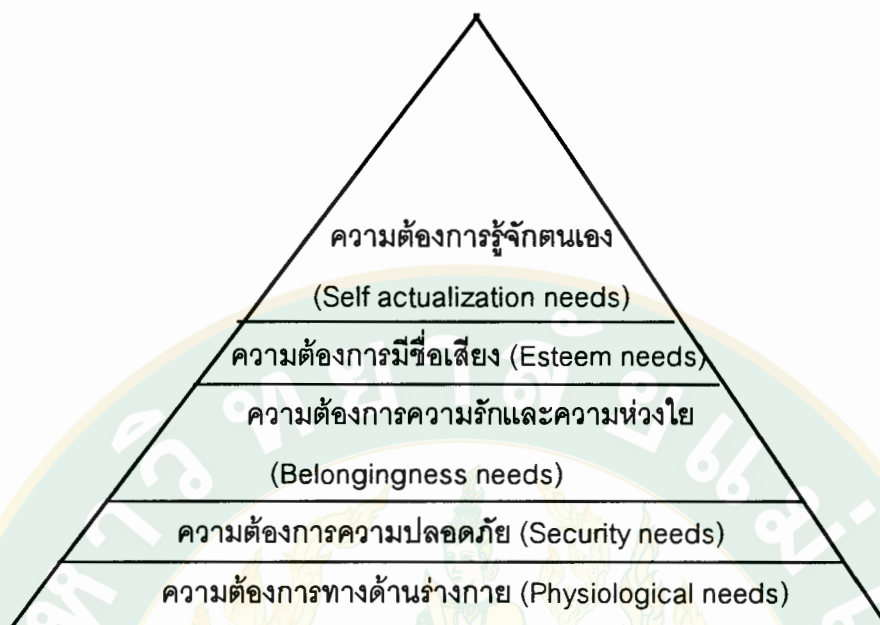 ความต้องการรู้จักตนเอง
(Self actualization needs)
ความต้องการมีชื่อเสียง (Esteem needs)
ความต้องการความรักและความห่วงใย
(Belongingness needs)
ความต้องการความปลอดภัย (Security needs)
ความต้องการทางด้านร่างกาย (Physiological needs)